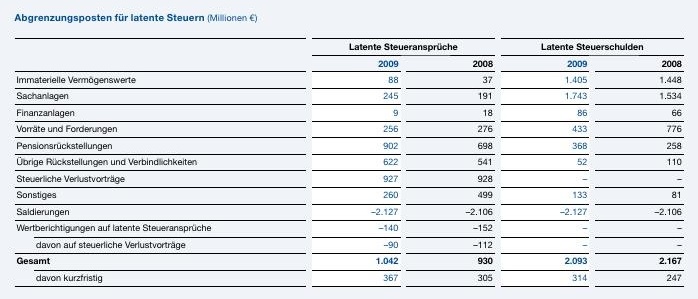 Abgrenzungsposten für latente Steuern (Millionen €)
Latente Steueransprüche Latente Steuerschulden
2009 2008 2009 2008
Immaterielle Vermögenswerte 88 37 1.405 1.448
Sachanlagen 245 191 1.743 1.534
Finanzanlagen 9 18 86 66
Vorräte und Forderungen 256 276 433 776
Pensionsrückstellungen 902 698 368 258
Übrige Rückstellungen und Verbindlichkeiten 622 541 52 110
Steuerliche Verlustvorträge 927 928 – –
Sonstiges 260 499 133 81
Saldierungen –2.127 –2.106 –2.127 –2.106
Wertberichtigungen auf latente Steueransprüche –140 –152 – –
davon auf steuerliche Verlustvorträge –90 –112 – –
Gesamt 1.042 930 2.093 2.167
davon kurzfristig 367 305 314 247